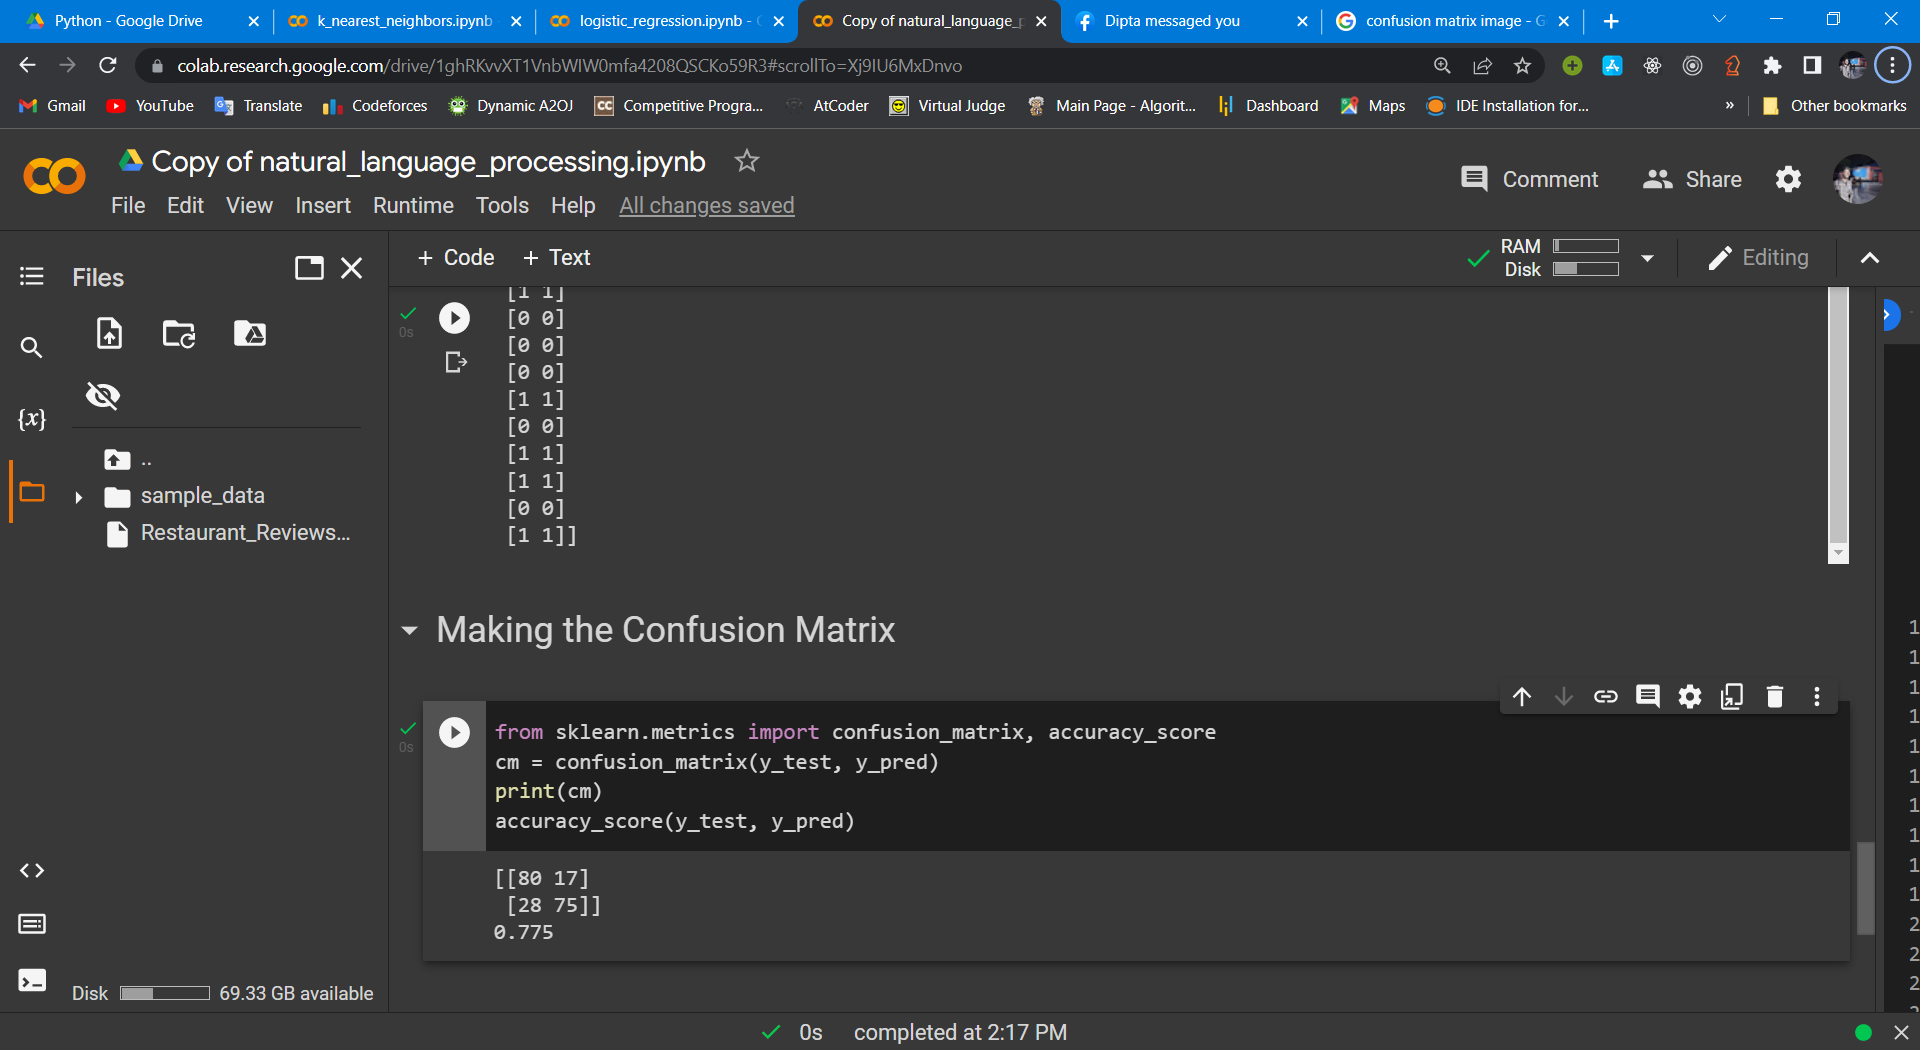 Python - Google Drive
k_nearest_neighbors.ipynb
logistic_regression.ipynb -
Copy of natural_language_
Dipta messaged you
confusion matrix image - G
colab.research.google.com/drive/1ghRKvvXT1VnbWIW0mfa4208QSCKo59R3#scrollTo=Xj9IU6MxDnvo
Gmail
YouTube
Translate
Codeforces
Dynamic A2OJ
Competitive Progra...
AtCoder
Virtual Judge
Main Page - Algorit...
Dashboard
Maps
IDE Installation for...
»
Other bookmarks
Copy of natural_language_processing.ipynb
File Edit View Insert Runtime Tools Help All changes saved
Comment
Share
Files
+ Code + Text
RAM
Disk
Editing
{x}
..
sample_data
Restaurant_Reviews...
[1 1]
0s
[0 0]
[0 0]
[0 0]
[1 1]
[0 0]
[1 1]
[1 1]
[0 0]
[1 1]]
Making the Confusion Matrix
0s
from sklearn.metrics import confusion_matrix, accuracy_score
cm = confusion_matrix(y_test, y_pred)
print(cm)
accuracy_score(y_test, y_pred)
[[80 17]
[28 75]]
0.775
Disk 69.33 GB available
0s completed at 2:17 PM